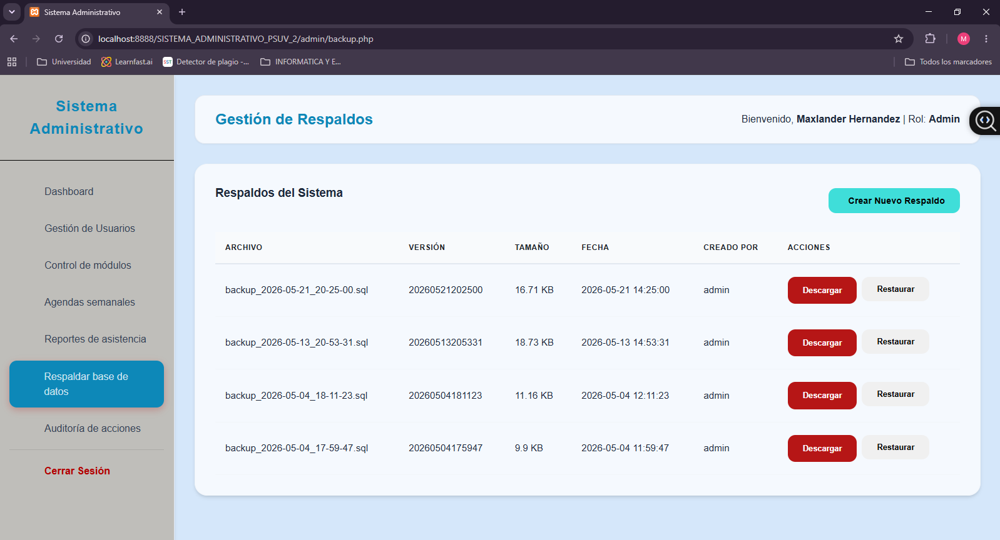 Sistema Administrativo
localhost:8888/SISTEMA_ADMINISTRATIVO_PSUV_2/admin/backup.php
M
Universidad
Learnfast.ai
SST
Detector de plagio -...
INFORMATICA Y E...
Todos los marcadores
Sistema
Administrativo
Dashboard
Gestión de Usuarios
Control de módulos
Agendas semanales
Reportes de asistencia
Respaldar base de
datos
Auditoría de acciones
Cerrar Sesión
Gestión de Respaldos
Bienvenido, Maxlander Hernandez | Rol: Admin
Respaldos del Sistema
Crear Nuevo Respaldo
ARCHIVO VERSIÓN TAMAÑO FECHA CREADO POR ACCIONES
backup_2026-05-21_20-25-00.sql 20260521202500 16.71 KB 2026-05-21 14:25:00 admin Descargar Restaurar
backup_2026-05-13_20-53-31.sql 20260513205331 18.73 KB 2026-05-13 14:53:31 admin Descargar Restaurar
backup_2026-05-04_18-11-23.sql 20260504181123 11.16 KB 2026-05-04 12:11:23 admin Descargar Restaurar
backup_2026-05-04_17-59-47.sql 20260504175947 9.9 KB 2026-05-04 11:59:47 admin Descargar Restaurar